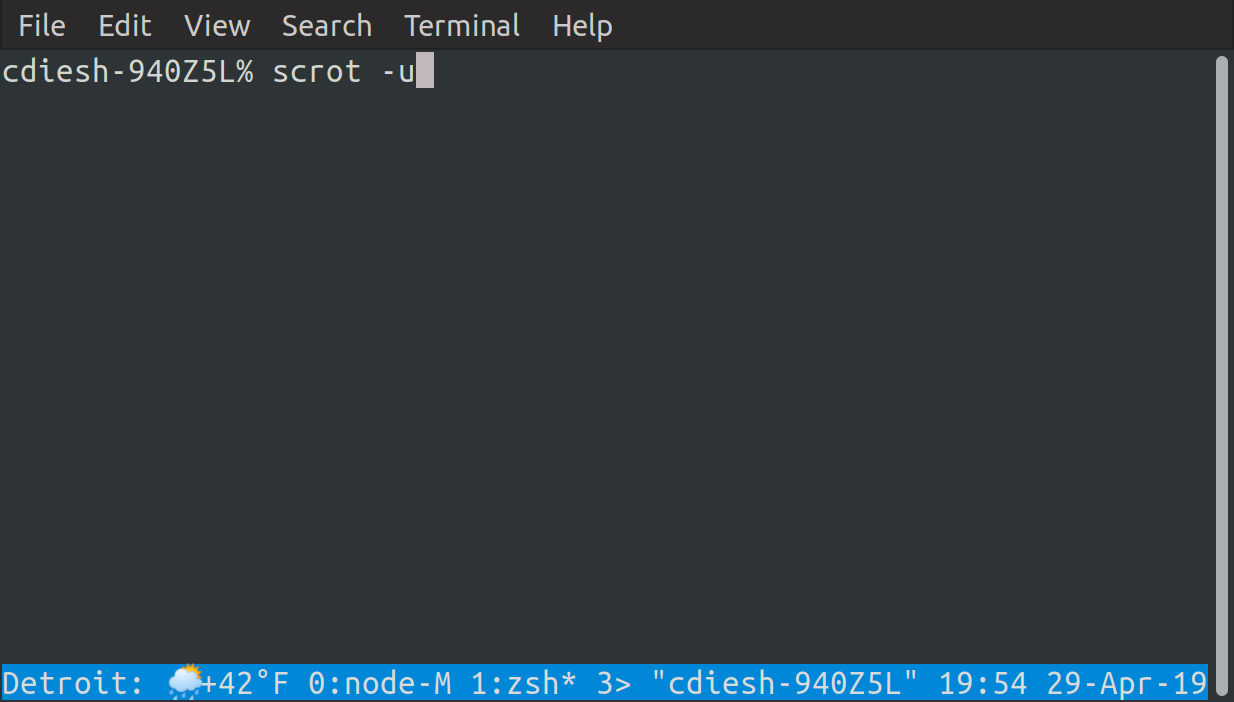 File Edit View Search Terminal Help
cdiesh-940Z5L% scrot -u
Detroit: 🌦+42°F 0:node-M 1:zsh* 3> "cdiesh-940Z5L" 19:54 29-Apr-19